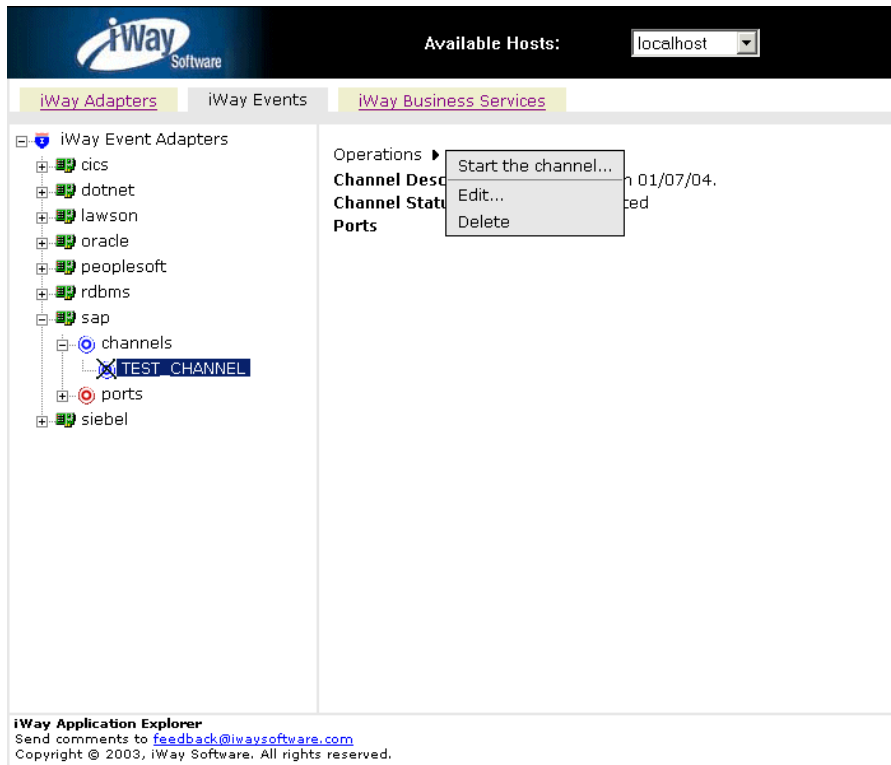 iWay
Software
Available Hosts:
localhost
iWay Adapters
iWay Events
iWay Business Services
iWay Event Adapters
cics
dotnet
lawson
oracle
peoplesoft
rdbms
sap
channels
TEST_CHANNEL
ports
siebel
Operations
Start the channel...
Edit...
Delete
Channel Desc
01/07/04.
Channel Statu
Ports
iWay Application Explorer
Send comments to feedback@iwaysoftware.com
Copyright © 2003, iWay Software. All rights reserved.